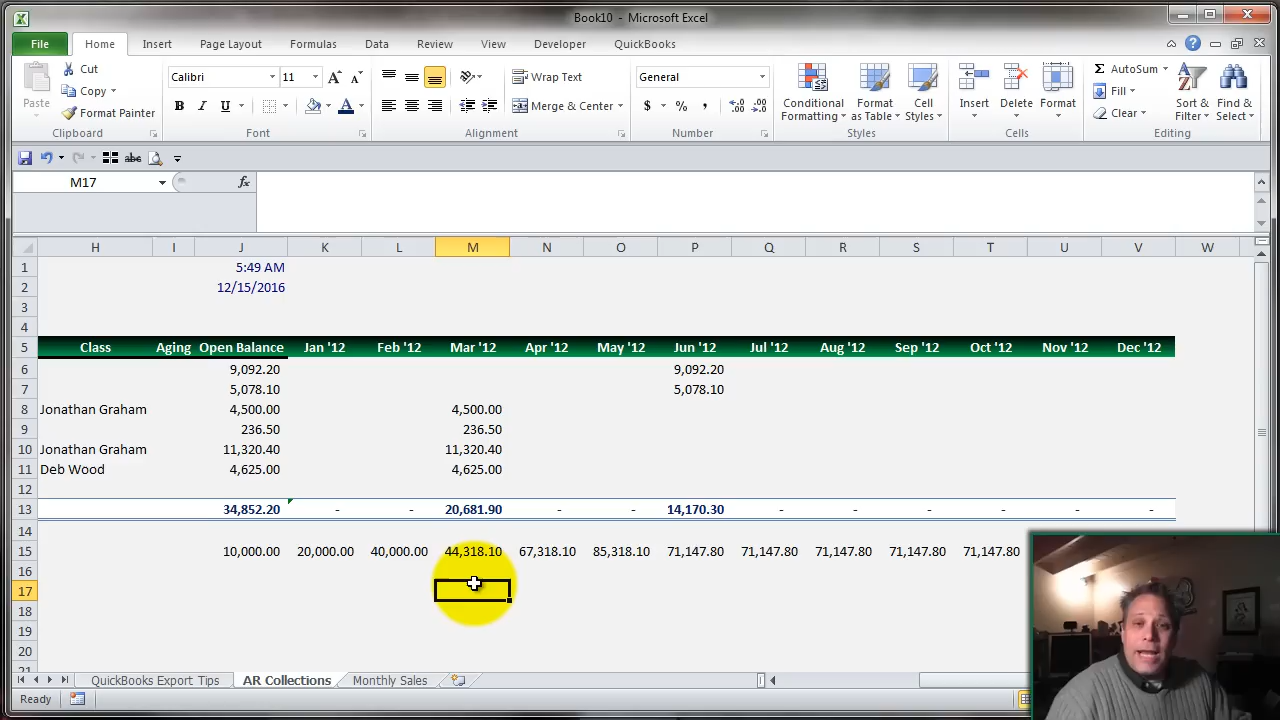 Book10 - Microsoft Excel
File Home Insert Page Layout Formulas Data Review View Developer QuickBooks
Paste
Cut
Copy
Format Painter
Clipboard
Calibri 11
B I U
Font
Wrap Text
Merge & Center
Alignment
General
$ % ,
Number
Conditional Formatting
Format as Table
Cell Styles
Styles
Insert Delete Format
Cells
AutoSum
Fill
Clear
Sort & Filter
Find & Select
Editing
abc
M17 fx
H I J K L M N O P Q R S T U V W
1 5:49 AM
2 12/15/2016
3
4
5 Class Aging Open Balance Jan '12 Feb '12 Mar '12 Apr '12 May '12 Jun '12 Jul '12 Aug '12 Sep '12 Oct '12 Nov '12 Dec '12
6 9,092.20 9,092.20
7 5,078.10 5,078.10
8 Jonathan Graham 4,500.00 4,500.00
9 236.50 236.50
10 Jonathan Graham 11,320.40 11,320.40
11 Deb Wood 4,625.00 4,625.00
12
13 34,852.20 - - 20,681.90 - - 14,170.30 - - - - - -
14
15 10,000.00 20,000.00 40,000.00 44,318.10 67,318.10 85,318.10 71,147.80 71,147.80 71,147.80 71,147.80 71,147.80
16
17
18
19
20
21
QuickBooks Export Tips AR Collections Monthly Sales
Ready